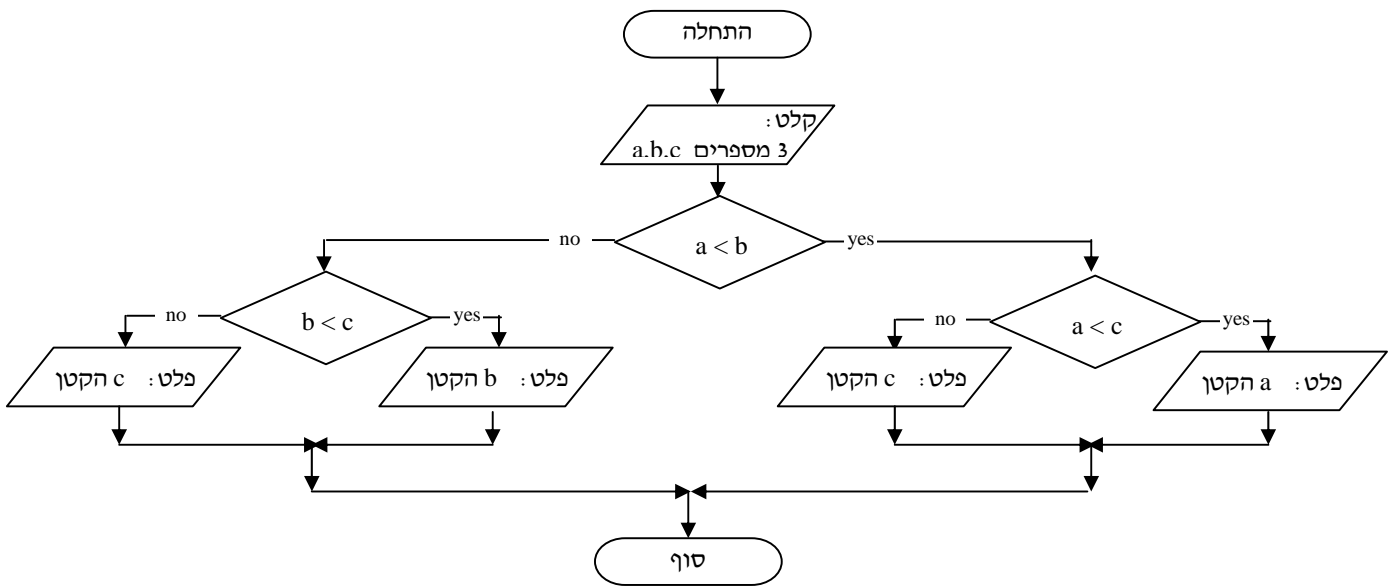 התחלה
קלט:
3 מספרים a.b.c
a < b
no
yes
b < c
no
yes
a < c
no
yes
פלט: c הקטן
פלט: b הקטן
פלט: c הקטן
פלט: a הקטן
סוף